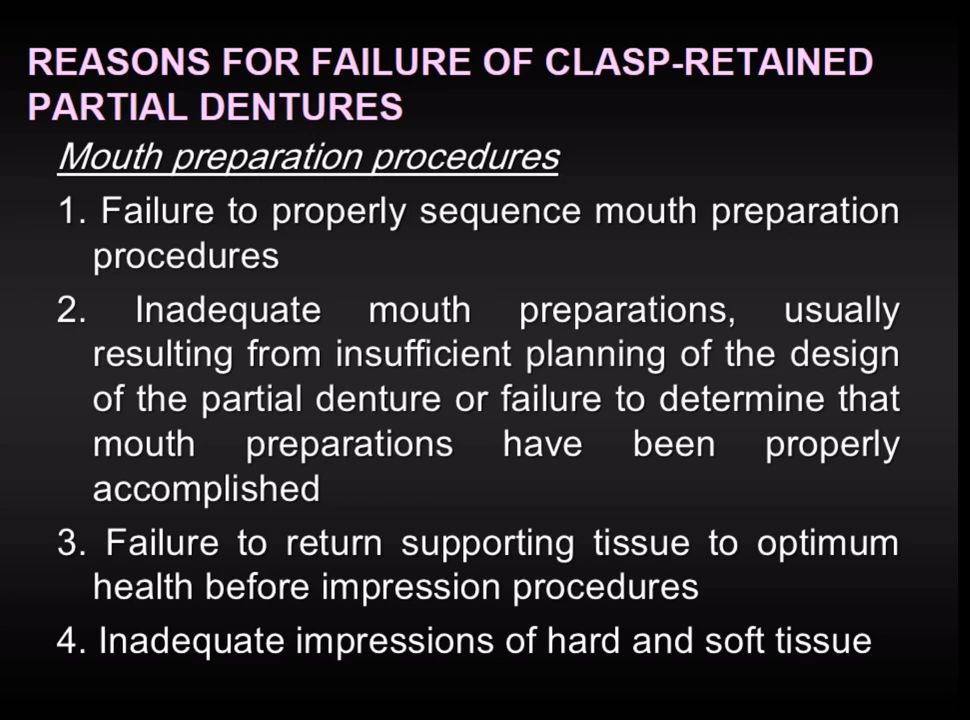 REASONS FOR FAILURE OF CLASP-RETAINED
PARTIAL DENTURES
Mouth preparation procedures
1. Failure to properly sequence mouth preparation
procedures
2. Inadequate mouth preparations, usually
resulting from insufficient planning of the design
of the partial denture or failure to determine that
mouth preparations have been properly
accomplished
3. Failure to return supporting tissue to optimum
health before impression procedures
4. Inadequate impressions of hard and soft tissue